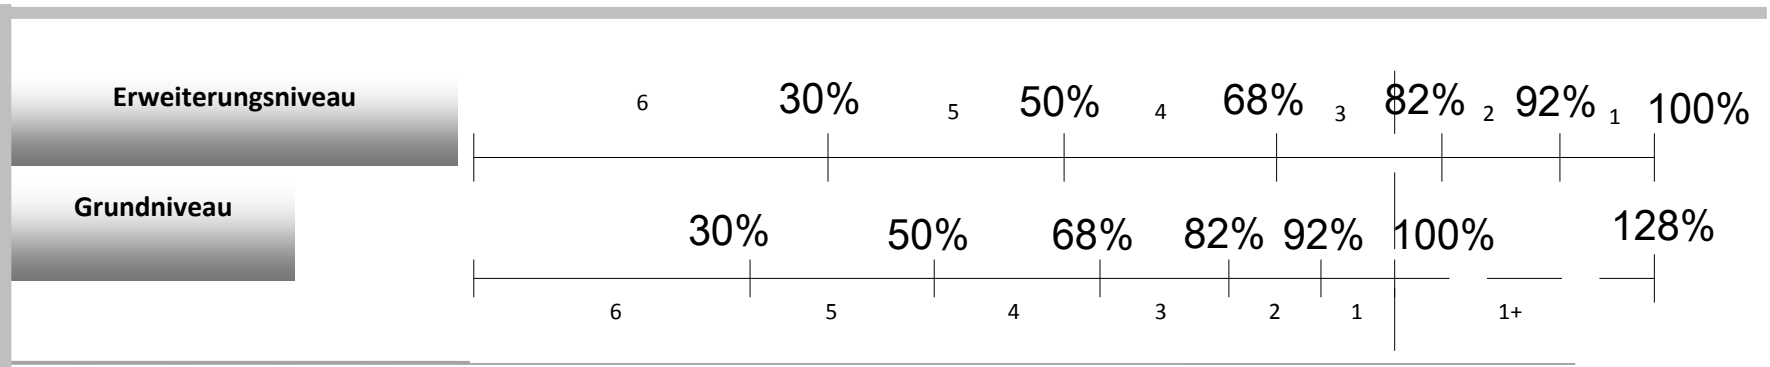 Erweiterungsniveau
6 30% 5 50% 4 68% 3 82% 2 92% 1 100%
Grundniveau
30% 50% 68% 82% 92% 100% 128%
6 5 4 3 2 1 1+